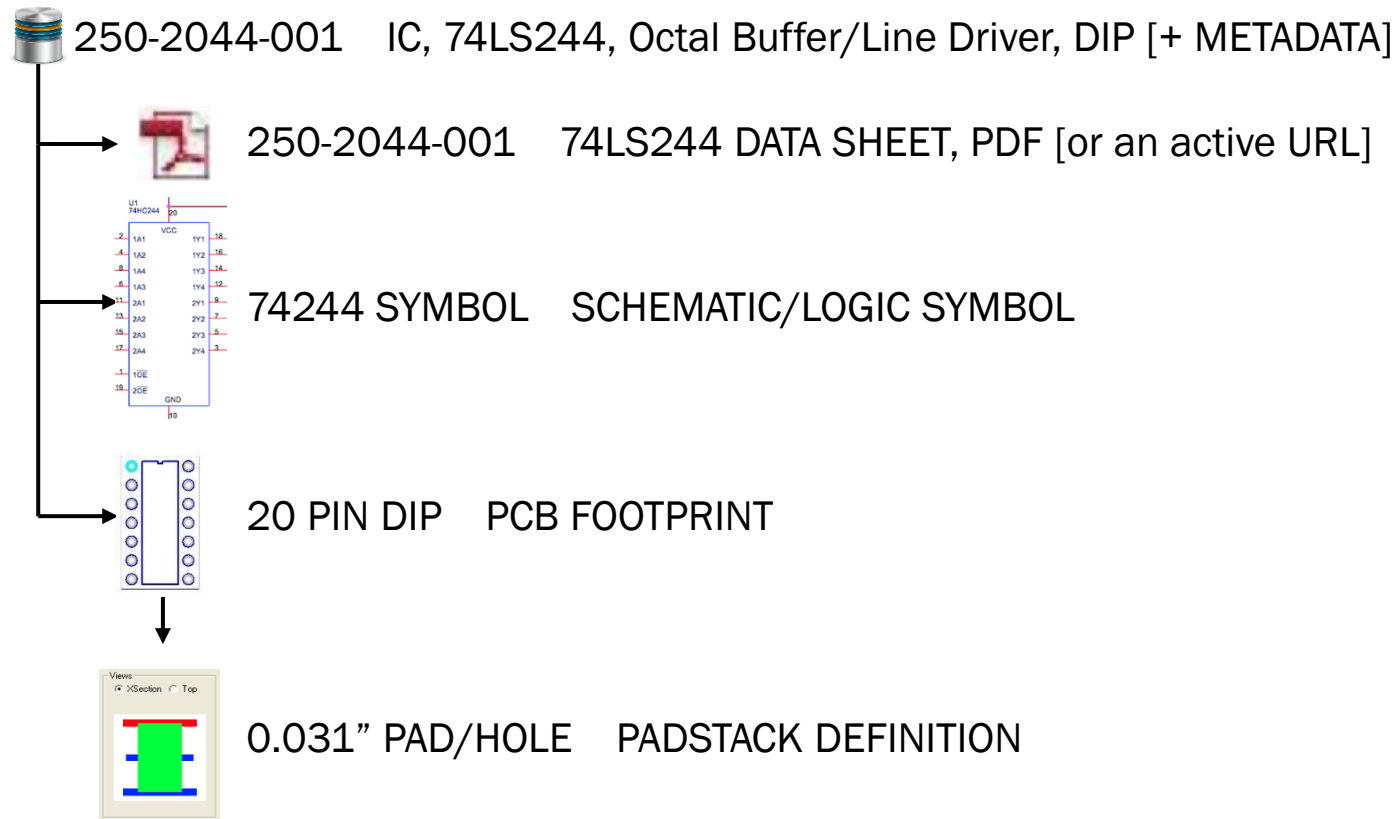 250-2044-001 IC, 74LS244, Octal Buffer/Line Driver, DIP [+ METADATA]
250-2044-001 74LS244 DATA SHEET, PDF [or an active URL]
U1
74HC244 20
VCC
2 1A1 1Y1 18
4 1A2 1Y2 16
8 1A4 1Y3 14
6 1A3 1Y4 12
11 2A1 2Y1 9
13 2A2 2Y2 7
15 2A3 2Y3 5
17 2A4 2Y4 3
1 1OE
19 2OE
GND
10
74244 SYMBOL SCHEMATIC/LOGIC SYMBOL
20 PIN DIP PCB FOOTPRINT
Views
XSection Top
0.031” PAD/HOLE PADSTACK DEFINITION